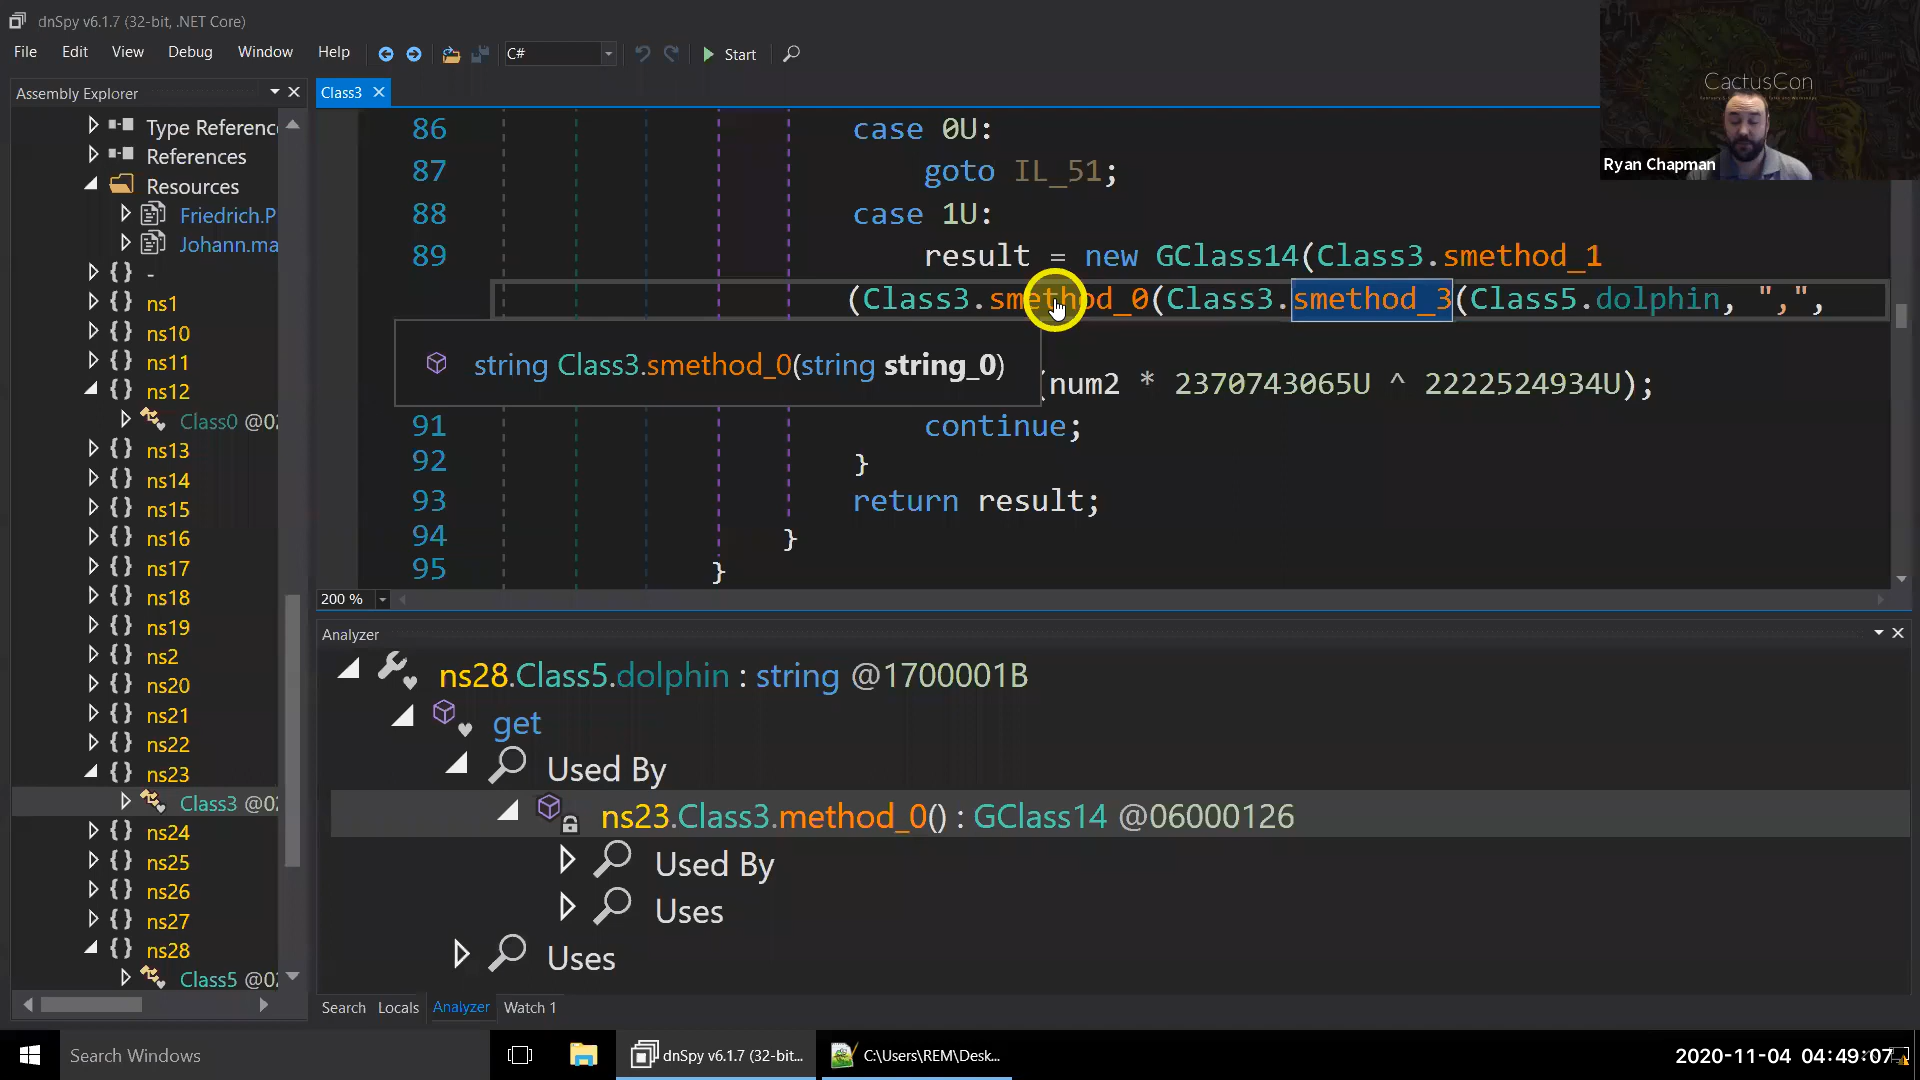 dnSpy v6.1.7 (32-bit, .NET Core)
File Edit View Debug Window Help C# Start
Assembly Explorer
Type Referenc
References
Resources
Friedrich.P
Johann.ma
{ } -
{ } ns1
{ } ns10
{ } ns11
{ } ns12
Class0 @02
{ } ns13
{ } ns14
{ } ns15
{ } ns16
{ } ns17
{ } ns18
{ } ns19
{ } ns2
{ } ns20
{ } ns21
{ } ns22
{ } ns23
Class3 @02
{ } ns24
{ } ns25
{ } ns26
{ } ns27
{ } ns28
Class5 @02
Class3
86 case 0U:
87 goto IL_51;
88 case 1U:
89 result = new GClass14(Class3.smethod_1
(Class3.smethod_0(Class3.smethod_3(Class5.dolphin, ",",
string Class3.smethod_0(string string_0)
(num2 * 2370743065U ^ 2222524934U);
91 continue;
92 }
93 return result;
94 }
95 }
200 %
Analyzer
ns28.Class5.dolphin : string @1700001B
get
Used By
ns23.Class3.method_0() : GClass14 @06000126
Used By
Uses
Uses
Search Locals Analyzer Watch 1
CactusCon
Ryan Chapman
Search Windows
dnSpy v6.1.7 (32-bit...
C:\Users\REM\Desk...
2020-11-04 04:49:07